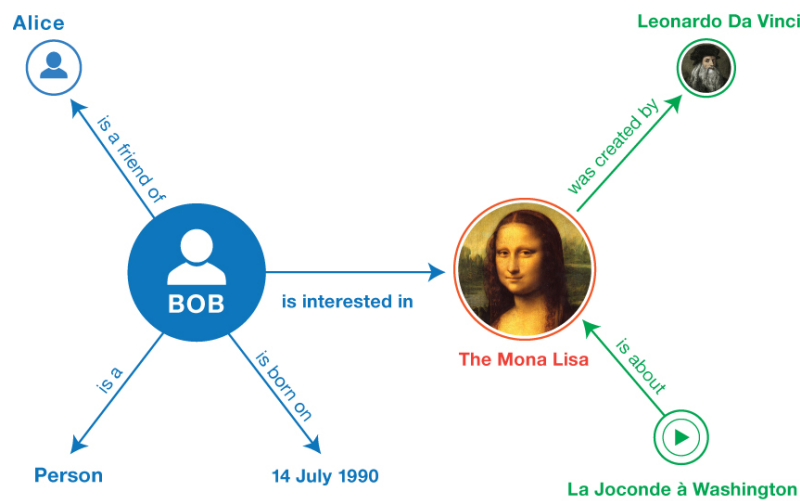 Alice
Leonardo Da Vinci
is a friend of
was created by
BOB
is interested in
The Mona Lisa
is a
is born on
is about
Person
14 July 1990
La Joconde à Washington